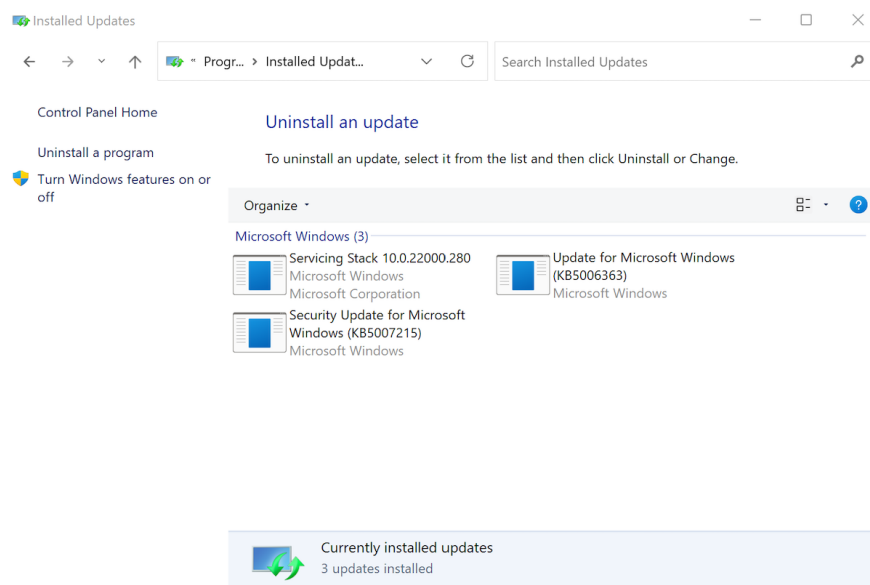 Installed Updates
« Progr... > Installed Updat...
Search Installed Updates
Control Panel Home
Uninstall a program
Turn Windows features on or
off
Uninstall an update
To uninstall an update, select it from the list and then click Uninstall or Change.
Organize
?
Microsoft Windows (3)
Servicing Stack 10.0.22000.280
Microsoft Windows
Microsoft Corporation
Update for Microsoft Windows
(KB5006363)
Microsoft Windows
Security Update for Microsoft
Windows (KB5007215)
Microsoft Windows
Currently installed updates
3 updates installed